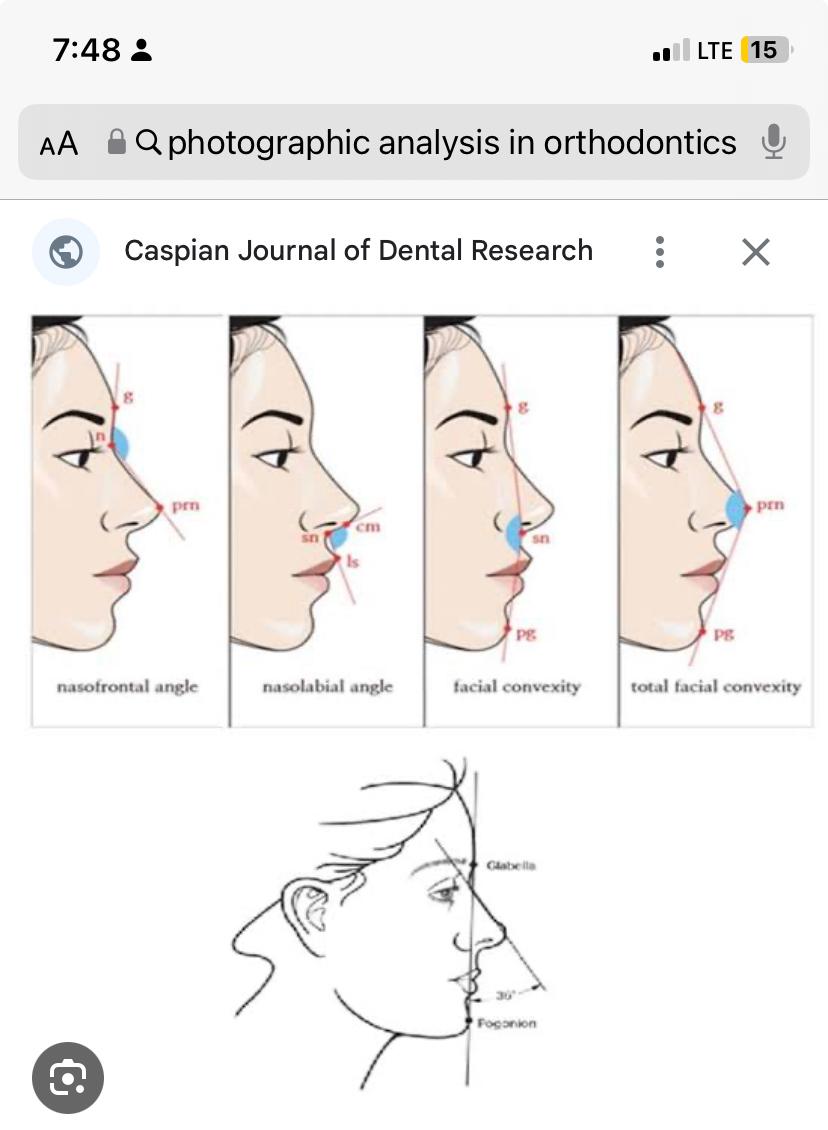 7:48
LTE 15
AA photographic analysis in orthodontics
Caspian Journal of Dental Research
g
n
prn
nasofrontal angle
cm
sn
ls
nasolabial angle
g
sn
pg
facial convexity
g
prn
pg
total facial convexity
Glabella
36°
Pogonion